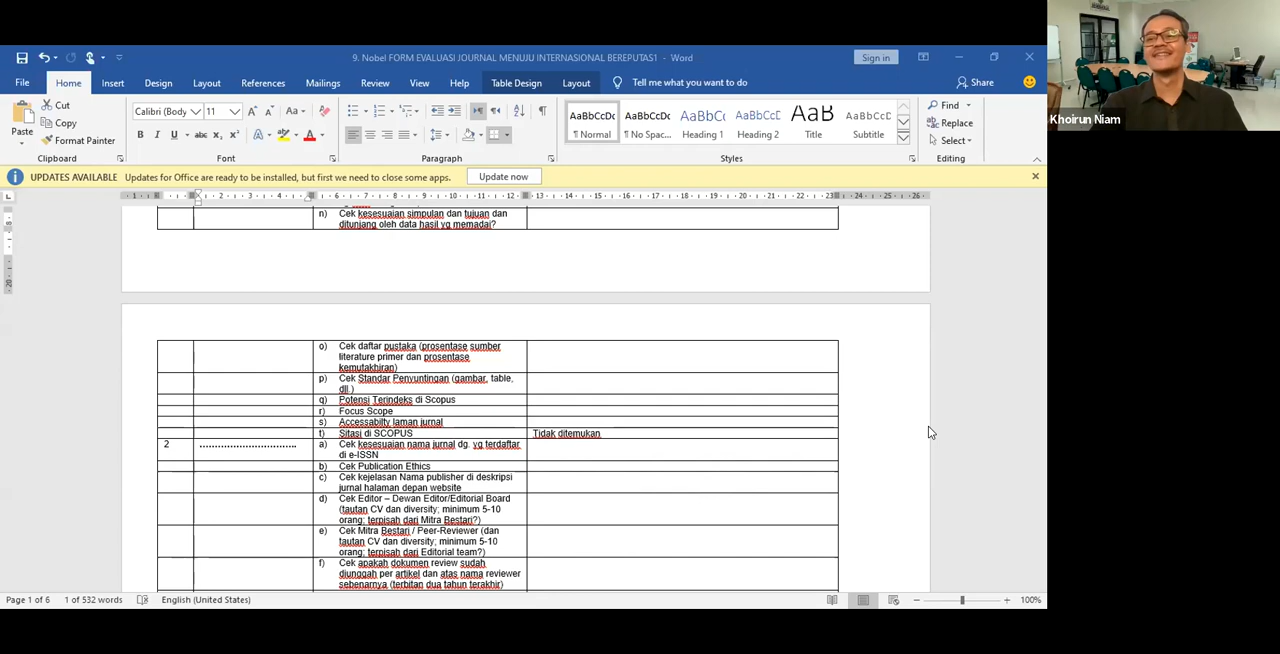 9. Nobel FORM EVALUASI JOURNAL MENUJU INTERNASIONAL BEREPUTAS1 - Word
Sign in
File Home Insert Design Layout References Mailings Review View Help Table Design Layout Tell me what you want to do Share
Paste
Cut
Copy
Format Painter
Clipboard
Calibri (Body 11
Font
Paragraph
AaBbCcDc AaBbCcDc AaBbCc AaBbCcD AaB AaBbCcD
¶ Normal ¶ No Spac... Heading 1 Heading 2 Title Subtitle
Styles
Find
Replace
Select
Editing
UPDATES AVAILABLE Updates for Office are ready to be installed, but first we need to close some apps. Update now
n) Cek kesesuaian simpulan dan tujuan dan
ditunjang oleh data hasil yg memadai?
o) Cek daftar pustaka (prosentase sumber
literature primer dan prosentase
kemutakhiran)
p) Cek Standar Penyuntingan (gambar, table,
dll.)
q) Potensi Terindeks di Scopus
r) Focus Scope
s) Accessabilty laman jurnal
t) Sitasi di SCOPUS Tidak ditemukan
2 ................................ a) Cek kesesuaian nama jurnal dg. yg terdaftar
di e-ISSN
b) Cek Publication Ethics
c) Cek kejelasan Nama publisher di deskripsi
jurnal halaman depan website
d) Cek Editor – Dewan Editor/Editorial Board
(tautan CV dan diversity; minimum 5-10
orang; terpisah dari Mitra Bestari?)
e) Cek Mitra Bestari / Peer-Reviewer (dan
tautan CV dan diversity; minimum 5-10
orang; terpisah dari Editorial team?)
f) Cek apakah dokumen review sudah
diunggah per artikel dan atas nama reviewer
sebenarnya (terbitan dua tahun terakhir)
Page 1 of 6 1 of 532 words English (United States) 100%
Khoirun Niam